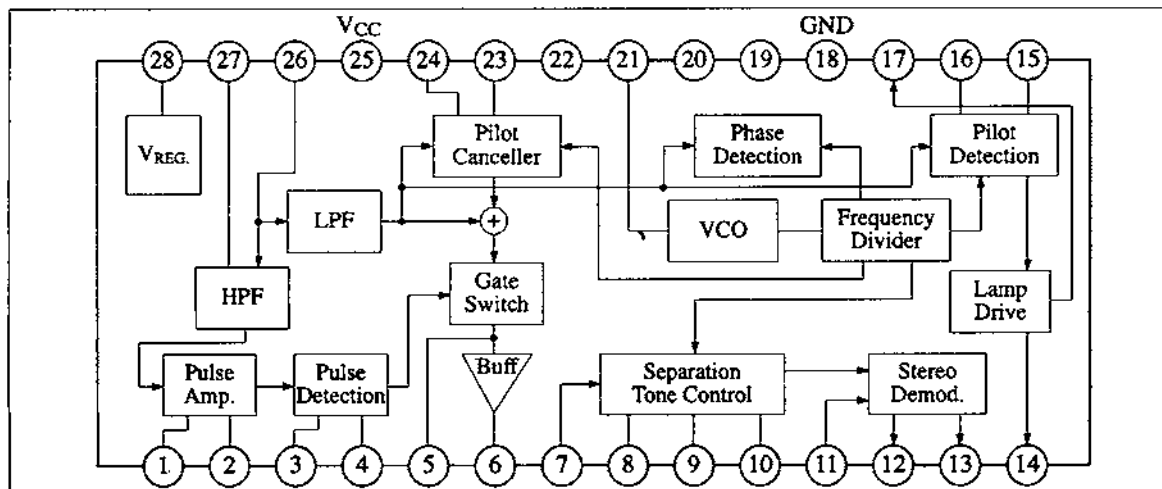 VCC GND
28 27 26 25 24 23 22 21 20 19 18 17 16 15
VREG.
Pilot
Canceller
Phase
Detection
Pilot
Detection
LPF
+
VCO
Frequency
Divider
HPF
Gate
Switch
Lamp
Drive
Pulse
Amp.
Pulse
Detection
Buff
Separation
Tone Control
Stereo
Demod.
1 2 3 4 5 6 7 8 9 10 11 12 13 14